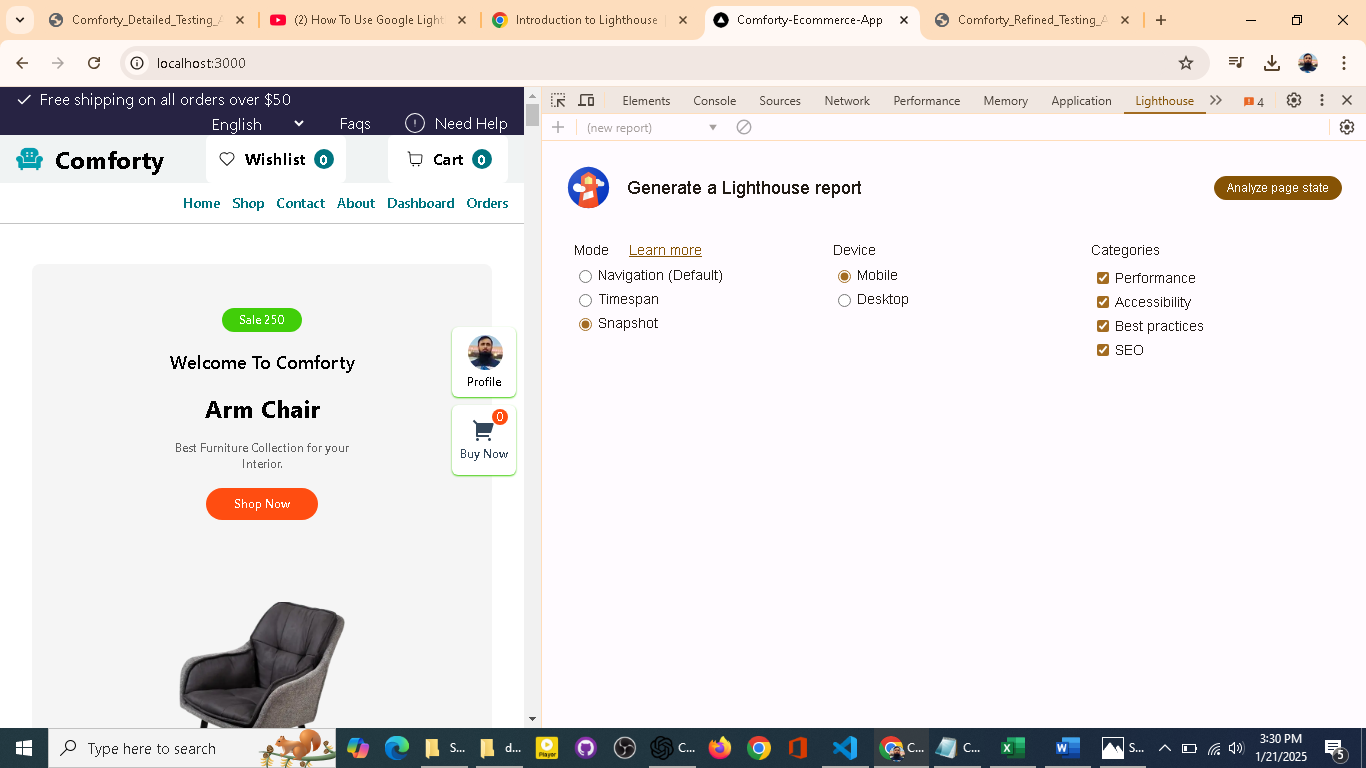 Comforty_Detailed_Testing_
(2) How To Use Google Light
Introduction to Lighthouse
Comforty-Ecommerce-App
Comforty_Refined_Testing_A
localhost:3000
Free shipping on all orders over $50
English
Faqs
Need Help
Comforty
Wishlist 0
Cart 0
Home Shop Contact About Dashboard Orders
Sale 250
Welcome To Comforty
Arm Chair
Best Furniture Collection for your
Interior.
Shop Now
Profile
0
Buy Now
Elements Console Sources Network Performance Memory Application Lighthouse 4
(new report)
Generate a Lighthouse report
Analyze page state
Mode Learn more
Navigation (Default)
Timespan
Snapshot
Device
Mobile
Desktop
Categories
Performance
Accessibility
Best practices
SEO
Type here to search
S...
d...
Player
C...
C...
C...
S...
3:30 PM
1/21/2025
5